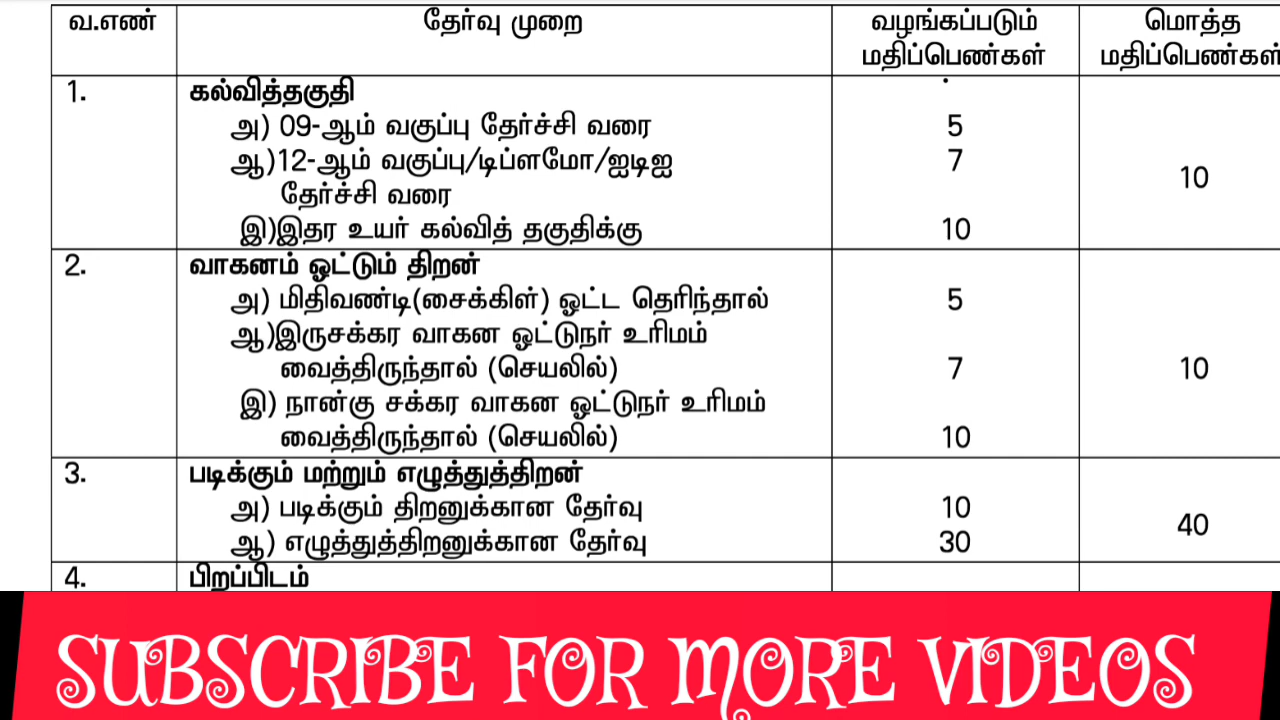 வ.எண் தேர்வு முறை வழங்கப்படும் மதிப்பெண்கள் மொத்த மதிப்பெண்கள்
1. கல்வித்தகுதி
அ) 09-ஆம் வகுப்பு தேர்ச்சி வரை 5
ஆ)12-ஆம் வகுப்பு/டிப்ளமோ/ஐடிஐ 7
தேர்ச்சி வரை 10
இ)இதர உயர் கல்வித் தகுதிக்கு 10
2. வாகனம் ஓட்டும் திறன்
அ) மிதிவண்டி(சைக்கிள்) ஓட்ட தெரிந்தால் 5
ஆ)இருசக்கர வாகன ஓட்டுநர் உரிமம்
வைத்திருந்தால் (செயலில்) 7 10
இ) நான்கு சக்கர வாகன ஓட்டுநர் உரிமம்
வைத்திருந்தால் (செயலில்) 10
3. படிக்கும் மற்றும் எழுத்துத்திறன்
அ) படிக்கும் திறனுக்கான தேர்வு 10 40
ஆ) எழுத்துத்திறனுக்கான தேர்வு 30
4. பிறப்பிடம்
SUBSCRIBE FOR MORE VIDEOS